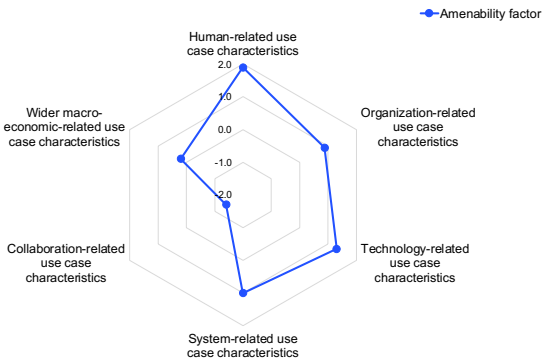 Amenability factor
Human-related use
case characteristics
2.0
1.0
0.0
-1.0
-2.0
Organization-related
use case
characteristics
Technology-related
use case
characteristics
System-related use
case characteristics
Collaboration-related
use case
characteristics
Wider macro-
economic-related use
case characteristics